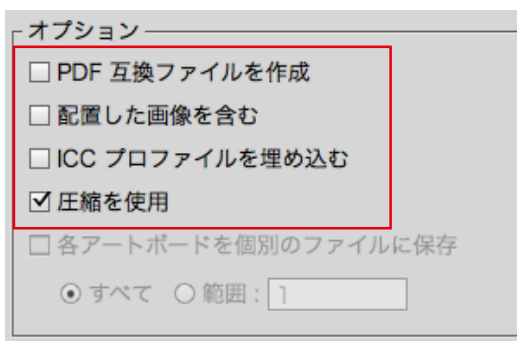 オプション
PDF 互換ファイルを作成
配置した画像を含む
ICC プロファイルを埋め込む
圧縮を使用
各アートボードを個別のファイルに保存
すべて 範囲 : 1